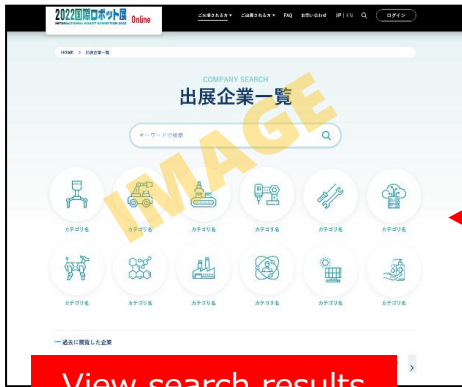 2022国際ロボット展 Online
INTERNATIONAL ROBOT EXHIBITION 2022
ご来場される方▼ ご出展される方▼ FAQ お問い合わせ JP | EN ログイン
HOME > 出展企業一覧
COMPANY SEARCH
出展企業一覧
キーワードで検索
IMAGE
カテゴリ名 カテゴリ名 カテゴリ名 カテゴリ名 カテゴリ名 カテゴリ名
カテゴリ名 カテゴリ名 カテゴリ名 カテゴリ名 カテゴリ名 カテゴリ名
過去に閲覧した企業
View search results